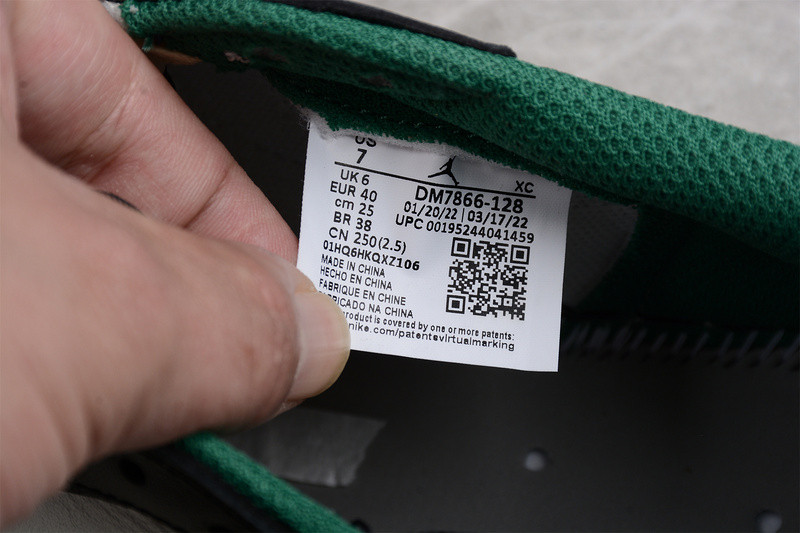 US
7
UK 6
EUR 40
cm 25
BR 38
CN 250(2.5)
01HQ6HKQXZ106
XC
DM7866-128
01/20/22 | 03/17/22
UPC 00195244041459
MADE IN CHINA
HECHO EN CHINA
FABRIQUE EN CHINE
RICADO NA CHINA
product is covered by one or more patents:
nike.com/patentsvirtualmarking